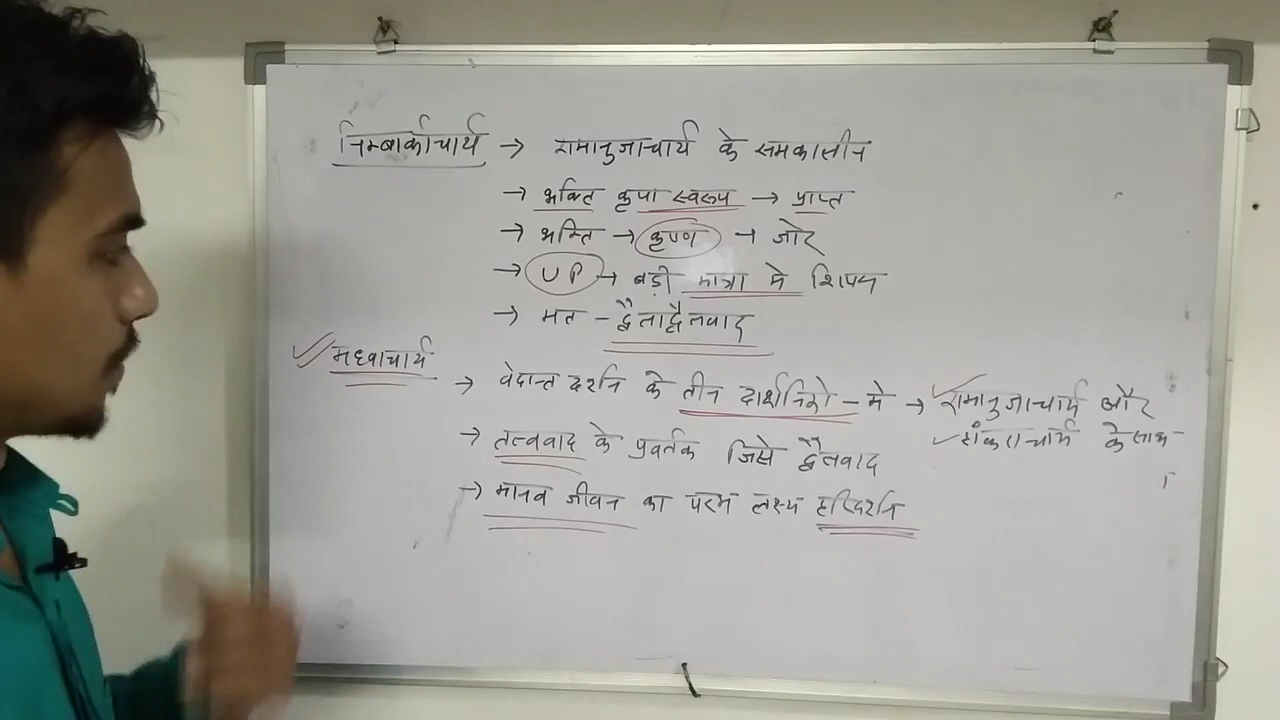 निम्बार्काचार्य → रामानुजाचार्य के समकालीन
→ भक्ति कृपा स्वरूप → प्राप्त
→ भक्ति → कृष्ण → जोर
→ UP → बड़ी मात्रा मे शिष्य
→ मत – द्वैताद्वैतवाद
मध्वाचार्य
→ वेदान्त दर्शन के तीन दार्शनिको – मे → रामानुजाचार्य और
शंकराचार्य के साथ
→ तत्ववाद के प्रवर्तक जिसे द्वैतवाद
→ मानव जीवन का परम लक्ष्य हरिदर्शन